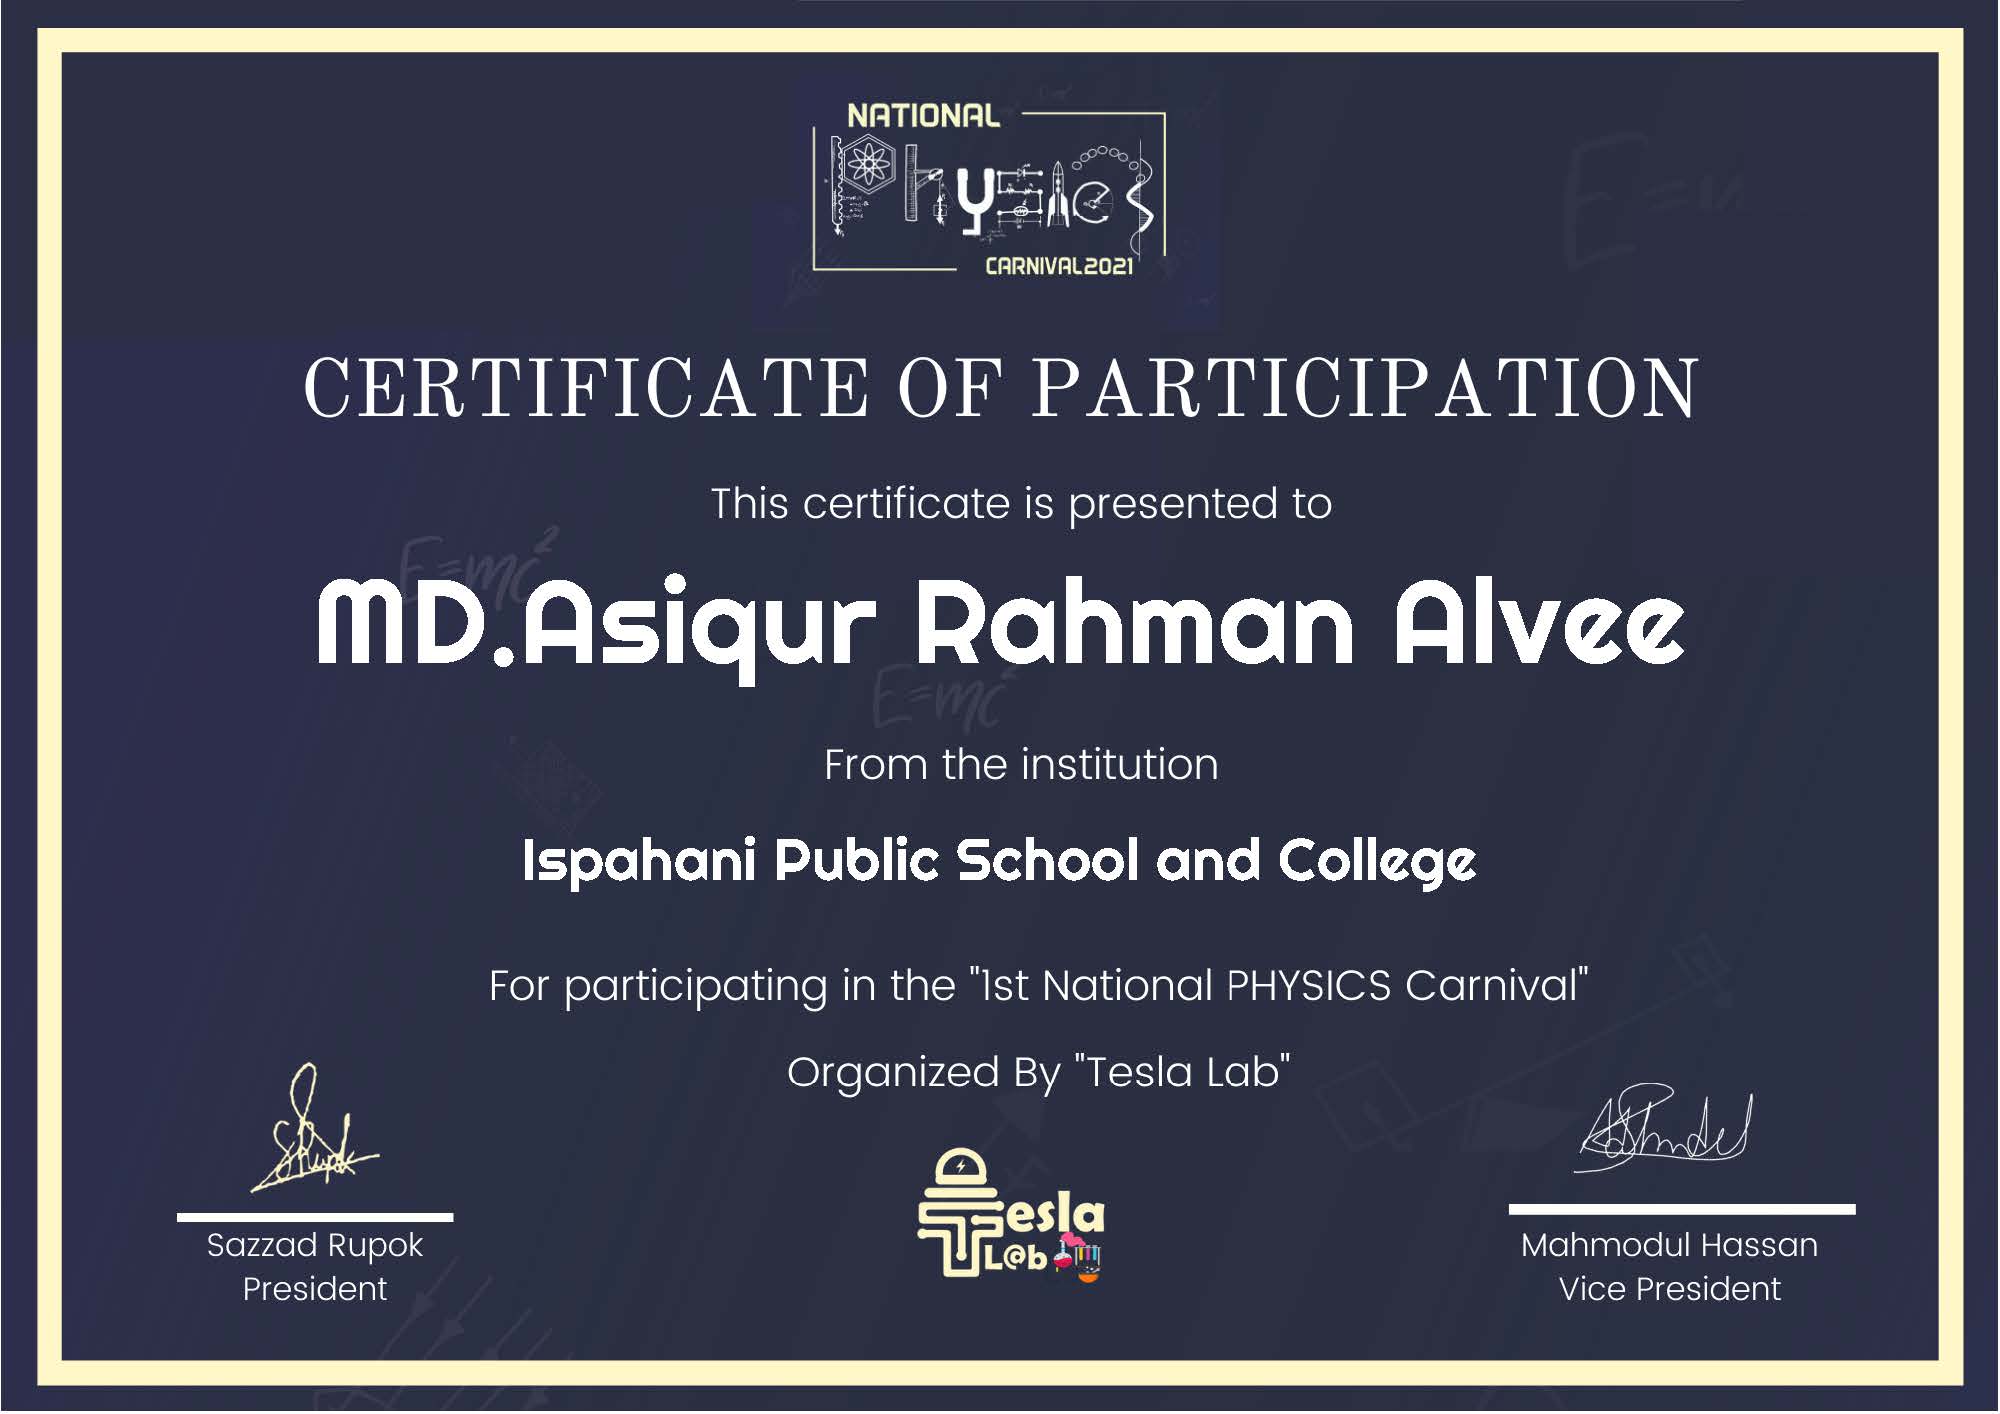 NATIONAL
Physics
CARNIVAL2021
CERTIFICATE OF PARTICIPATION
This certificate is presented to
E=mc²
MD.Asiqur Rahman Alvee
E=mc²
From the institution
Ispahani Public School and College
For participating in the "1st National PHYSICS Carnival"
Organized By "Tesla Lab"
Tesla
L@b
Sazzad Rupok
President
Mahmodul Hassan
Vice President